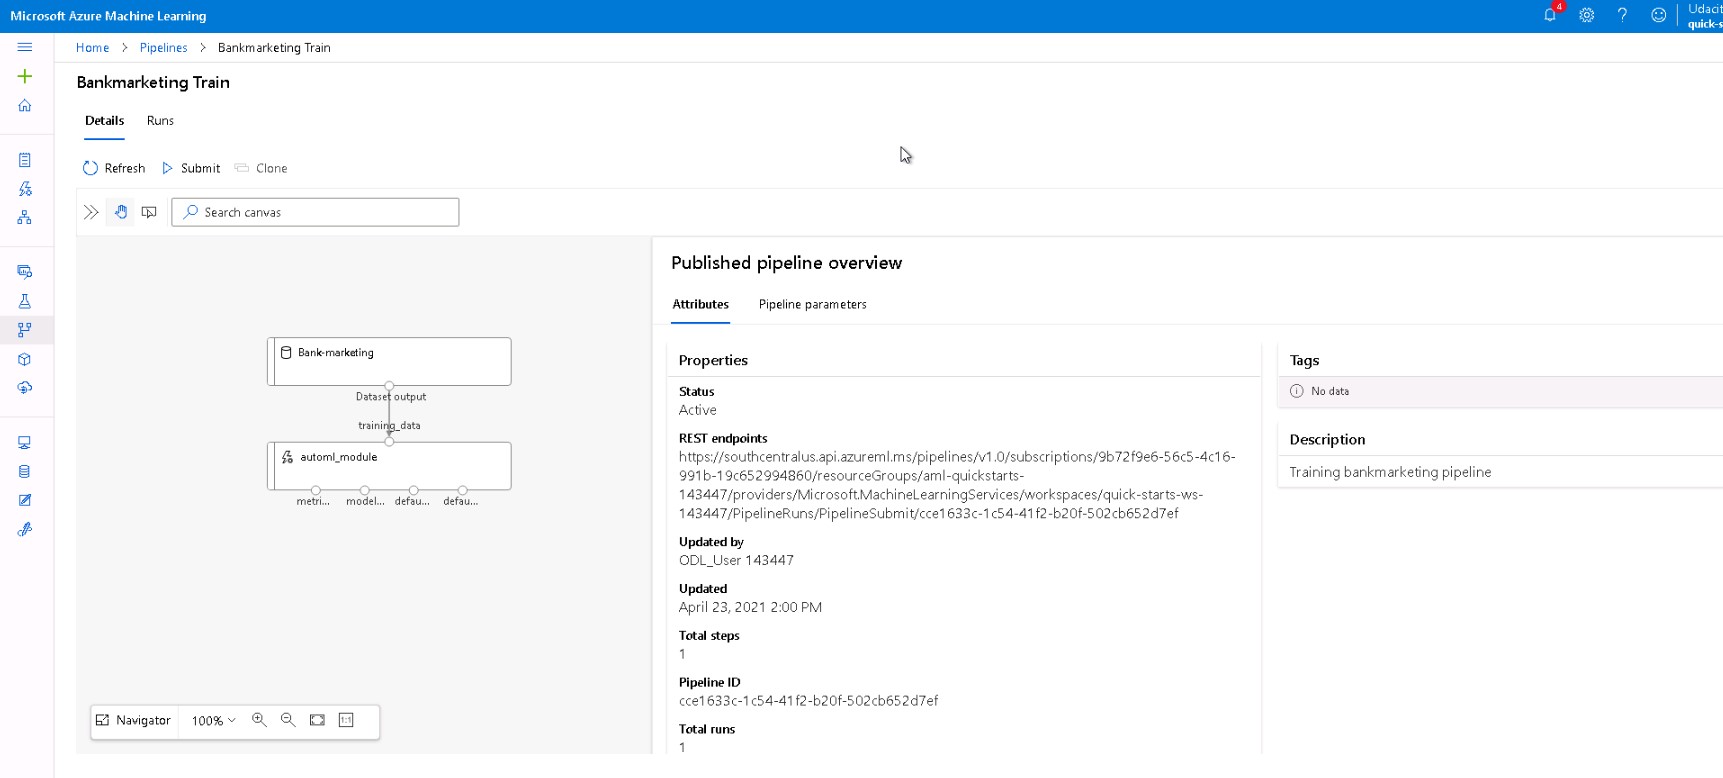 Microsoft Azure Machine Learning
4
Udacit
quick-s
Home > Pipelines > Bankmarketing Train
Bankmarketing Train
Details Runs
Refresh Submit Clone
Search canvas
Bank-marketing
Dataset output
training_data
automl_module
metri... model... defau... defau...
Navigator 100% 1:1
Published pipeline overview
Attributes Pipeline parameters
Properties
Status
Active
REST endpoints
https://southcentralus.api.azureml.ms/pipelines/v1.0/subscriptions/9b72f9e6-56c5-4c16-
991b-19c652994860/resourceGroups/aml-quickstarts-
143447/providers/Microsoft.MachineLearningServices/workspaces/quick-starts-ws-
143447/PipelineRuns/PipelineSubmit/cce1633c-1c54-41f2-b20f-502cb652d7ef
Updated by
ODL_User 143447
Updated
April 23, 2021 2:00 PM
Total steps
1
Pipeline ID
cce1633c-1c54-41f2-b20f-502cb652d7ef
Total runs
1
Tags
No data
Description
Training bankmarketing pipeline